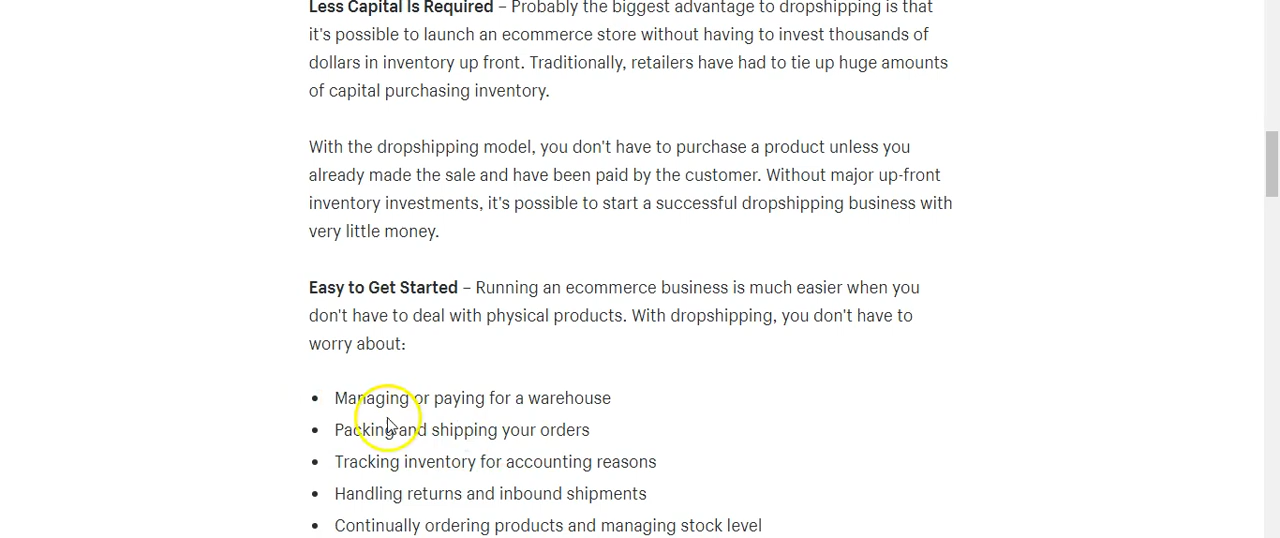 Less Capital Is Required – Probably the biggest advantage to dropshipping is that
it's possible to launch an ecommerce store without having to invest thousands of
dollars in inventory up front. Traditionally, retailers have had to tie up huge amounts
of capital purchasing inventory.
With the dropshipping model, you don't have to purchase a product unless you
already made the sale and have been paid by the customer. Without major up-front
inventory investments, it's possible to start a successful dropshipping business with
very little money.
Easy to Get Started – Running an ecommerce business is much easier when you
don't have to deal with physical products. With dropshipping, you don't have to
worry about:
• Managing or paying for a warehouse
• Packing and shipping your orders
• Tracking inventory for accounting reasons
• Handling returns and inbound shipments
• Continually ordering products and managing stock level